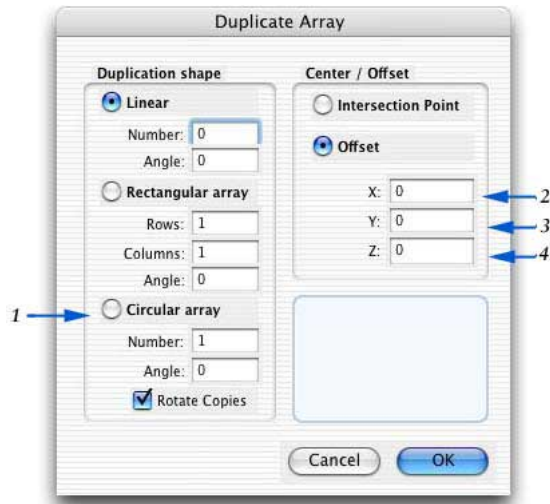 Duplicate Array
Duplication shape
Linear
Number: 0
Angle: 0
Rectangular array
Rows: 1
Columns: 1
Angle: 0
Circular array
Number: 1
Angle: 0
Rotate Copies
Center / Offset
Intersection Point
Offset
X: 0
Y: 0
Z: 0
Cancel
OK
1
2
3
4